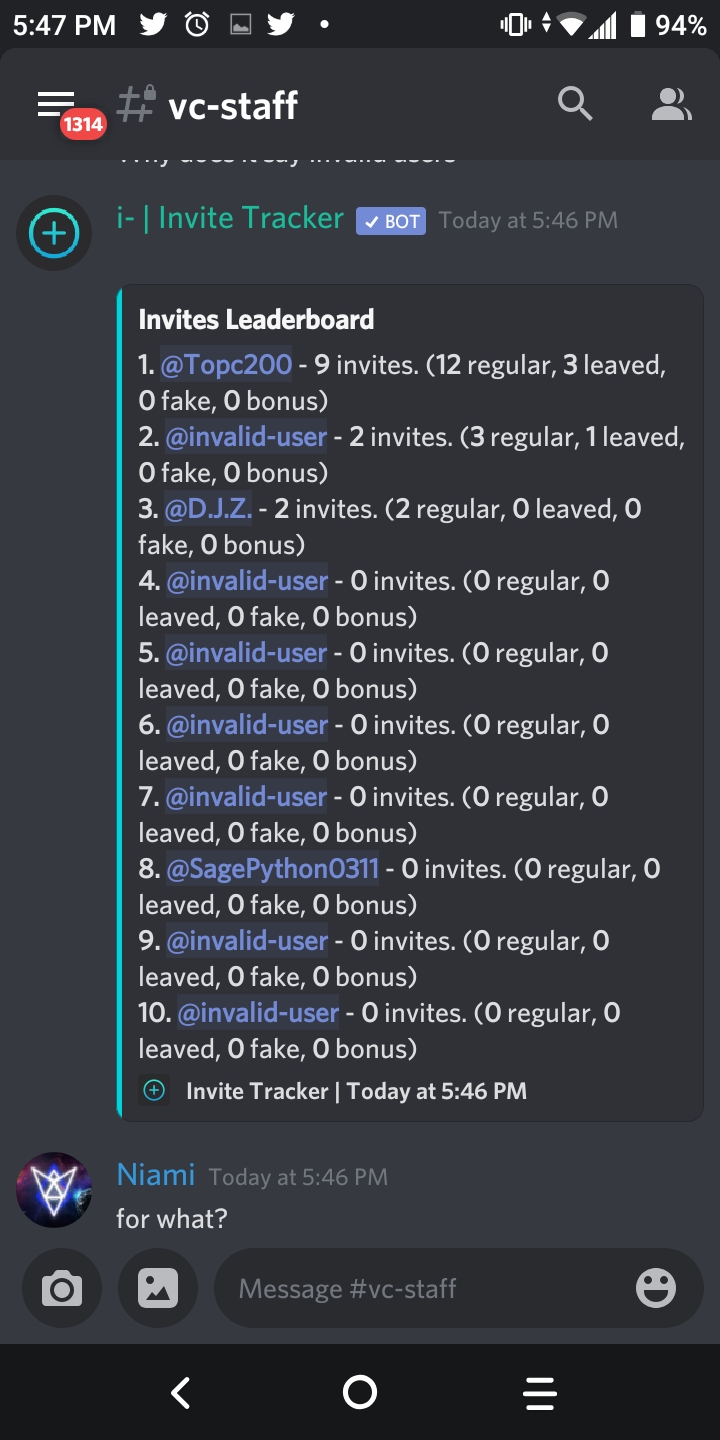 5:47 PM
94%
1314
vc-staff
Why does it say invalid users
i- | Invite Tracker ✓ BOT Today at 5:46 PM
Invites Leaderboard
1. @Topc200 - 9 invites. (12 regular, 3 leaved,
0 fake, 0 bonus)
2. @invalid-user - 2 invites. (3 regular, 1 leaved,
0 fake, 0 bonus)
3. @D.J.Z. - 2 invites. (2 regular, 0 leaved, 0
fake, 0 bonus)
4. @invalid-user - 0 invites. (0 regular, 0
leaved, 0 fake, 0 bonus)
5. @invalid-user - 0 invites. (0 regular, 0
leaved, 0 fake, 0 bonus)
6. @invalid-user - 0 invites. (0 regular, 0
leaved, 0 fake, 0 bonus)
7. @invalid-user - 0 invites. (0 regular, 0
leaved, 0 fake, 0 bonus)
8. @SagePython0311 - 0 invites. (0 regular, 0
leaved, 0 fake, 0 bonus)
9. @invalid-user - 0 invites. (0 regular, 0
leaved, 0 fake, 0 bonus)
10. @invalid-user - 0 invites. (0 regular, 0
leaved, 0 fake, 0 bonus)
Invite Tracker | Today at 5:46 PM
Niami Today at 5:46 PM
for what?
Message #vc-staff